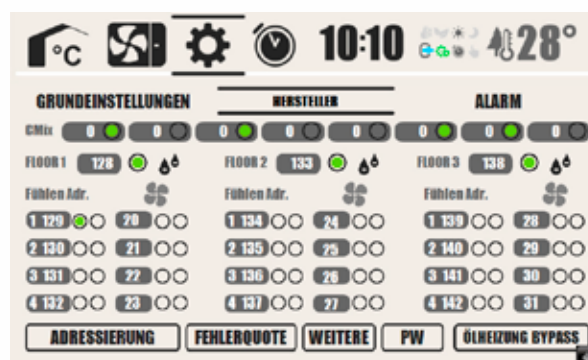 °C 10:10 28°
GRUNDEINSTELLUNGEN HERSTELLER ALARM
CMix 0 0 0 0 0 0 0 0
FLOOR 1 128 FLOOR 2 133 FLOOR 3 138
Fühlen Adr. Fühlen Adr. Fühlen Adr.
1 129 20 1 134 24 1 139 28
2 130 21 2 135 25 2 140 29
3 131 22 3 136 26 3 141 30
4 132 23 4 137 27 4 142 31
ADRESSIERUNG FEHLERQUOTE WEITERE PW ÖLHEIZUNG BYPASS